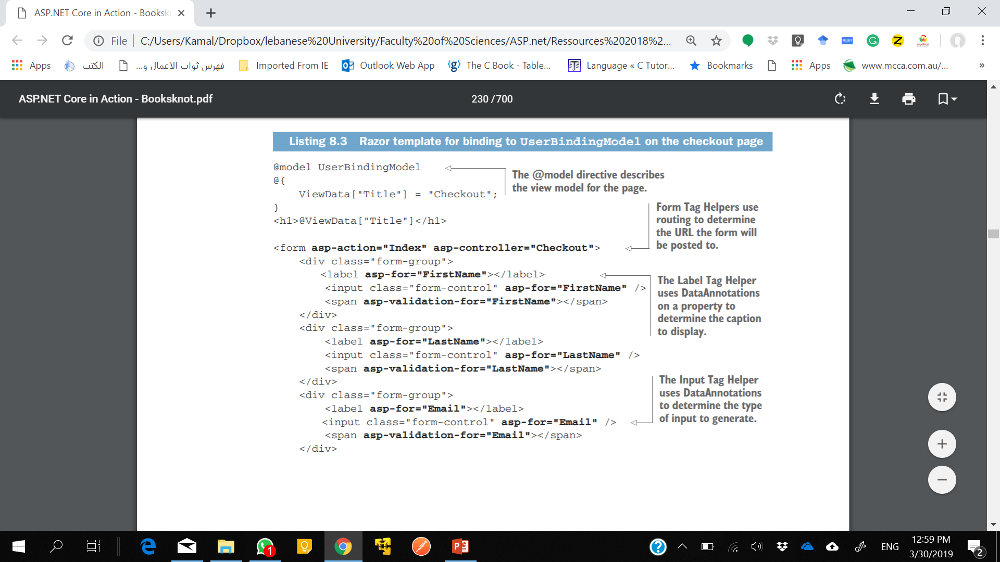 ASP.NET Core in Action - Booksk
File
C:/Users/Kamal/Dropbox/lebanese%20University/Faculty%20of%20Sciences/ASP.net/Ressources%202018%2...
Apps
الكتب
فهرس ثواب الاعمال و...
Imported From IE
Outlook Web App
The C Book - Table...
Language « C Tutor...
Bookmarks
Apps
www.mcca.com.au/...
»
ASP.NET Core in Action - Booksknot.pdf
230 / 700
Listing 8.3 Razor template for binding to UserBindingModel on the checkout page
@model UserBindingModel
@{
ViewData["Title"] = "Checkout";
}
<h1>@ViewData["Title"]</h1>
The @model directive describes
the view model for the page.
Form Tag Helpers use
routing to determine
the URL the form will
be posted to.
<form asp-action="Index" asp-controller="Checkout">
<div class="form-group">
<label asp-for="FirstName"></label>
<input class="form-control" asp-for="FirstName" />
<span asp-validation-for="FirstName"></span>
</div>
The Label Tag Helper
uses DataAnnotations
on a property to
determine the caption
to display.
<div class="form-group">
<label asp-for="LastName"></label>
<input class="form-control" asp-for="LastName" />
<span asp-validation-for="LastName"></span>
</div>
<div class="form-group">
<label asp-for="Email"></label>
<input class="form-control" asp-for="Email" />
<span asp-validation-for="Email"></span>
</div>
The Input Tag Helper
uses DataAnnotations
to determine the type
of input to generate.
1
ENG
12:59 PM
3/30/2019
2